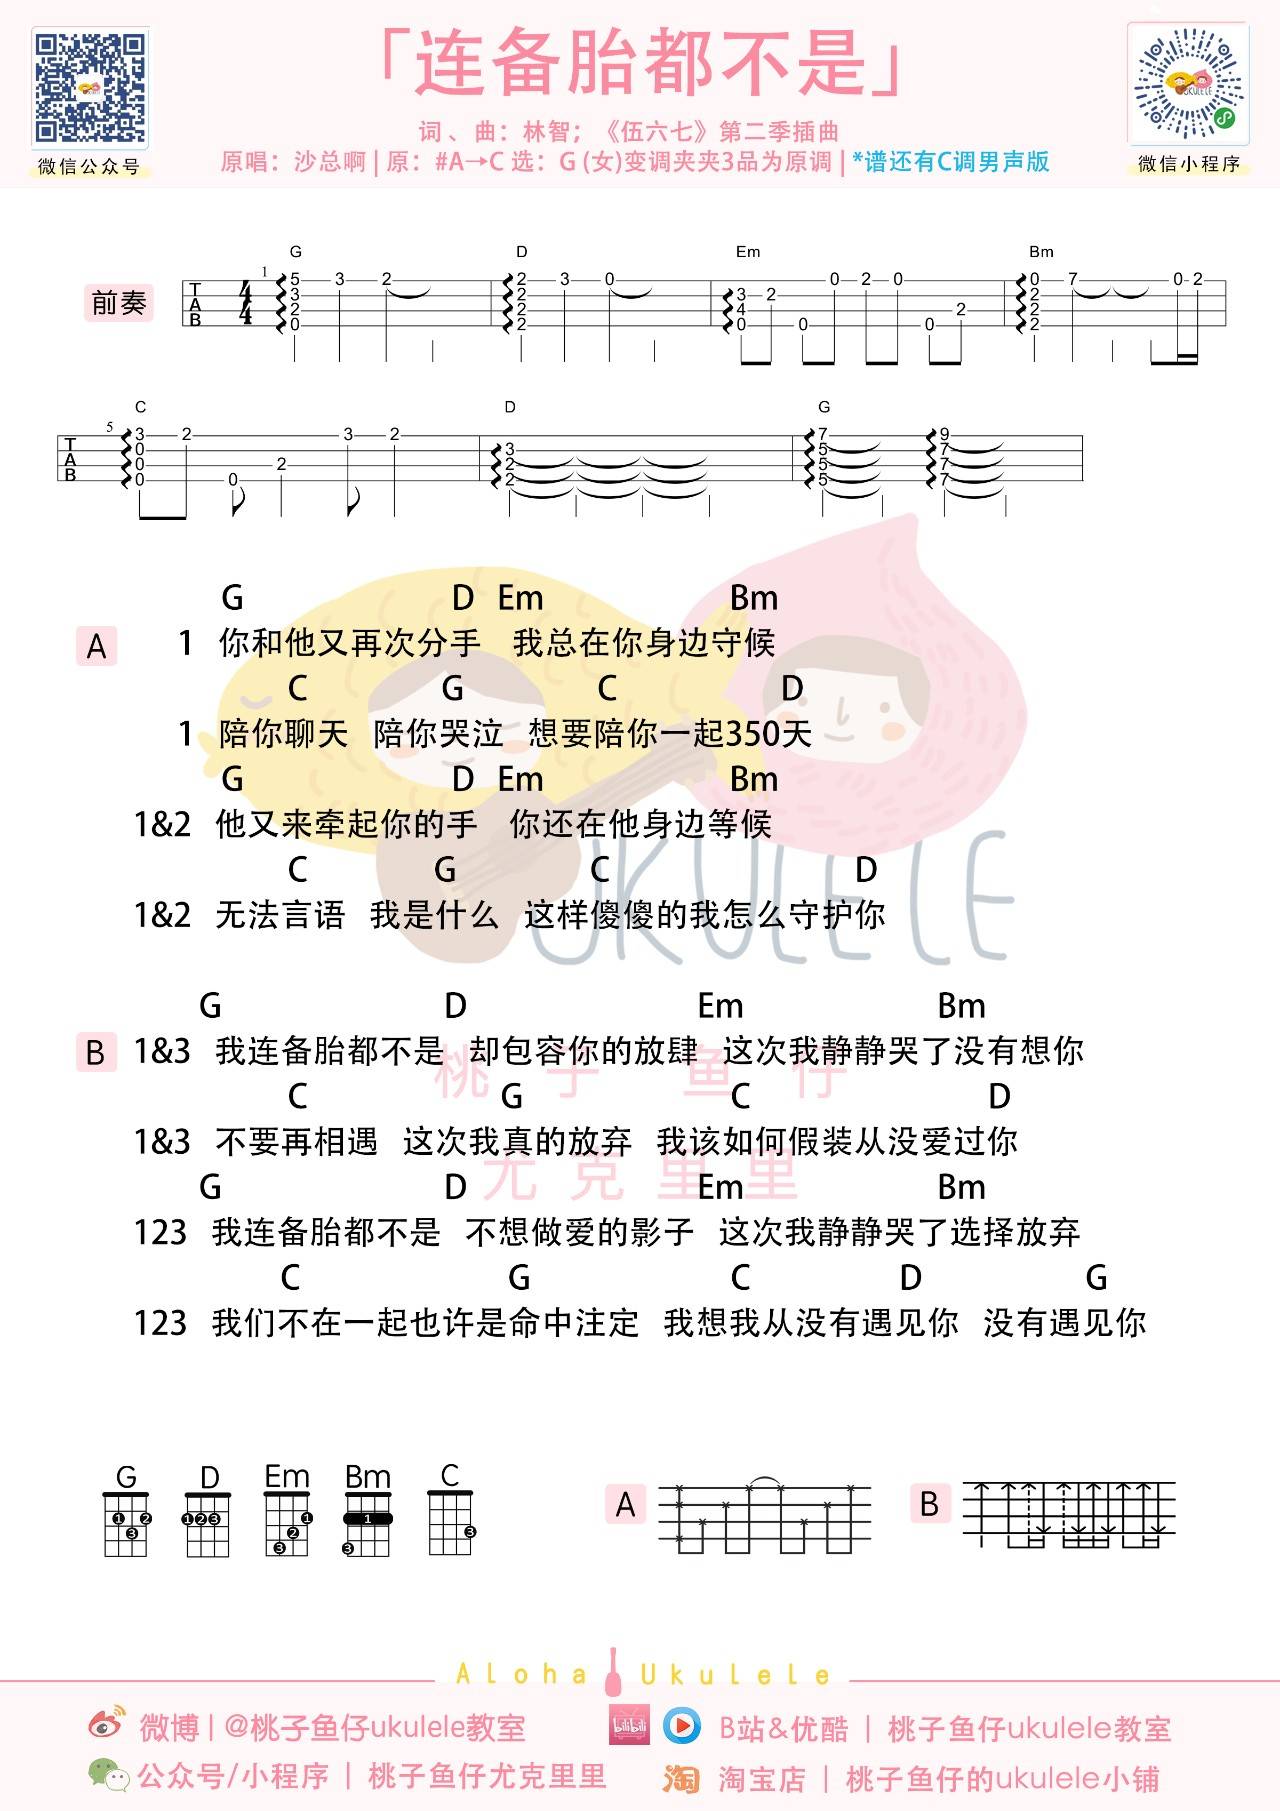 「连备胎都不是」
词、曲：林智；《伍六七》第二季插曲
原唱：沙总啊 | 原：#A→C 选：G (女)变调夹夹3品为原调 | *谱还有C调男声版
微信公众号
微信小程序
G D Em Bm
前奏
1
T A B 4 4 5 3 2 0 3 2 2 2 2 2 3 0 3 4 0 2 0 0 2 0 0 2 0 2 2 2 7 0 2
C D G
5
T A B 3 0 0 0 2 0 2 3 2 3 2 2 7 5 5 5 9 7 7 7
G D Em Bm
A 1 你和他又再次分手 我总在你身边守候
C G C D
1 陪你聊天 陪你哭泣 想要陪你一起350天
G D Em Bm
1&2 他又来牵起你的手 你还在他身边等候
C G C D
1&2 无法言语 我是什么 这样傻傻的我怎么守护你
UKULELE
G D Em Bm
B 1&3 我连备胎都不是 却包容你的放肆 这次我静静哭了没有想你
桃子鱼仔
C G C D
1&3 不要再相遇 这次我真的放弃 我该如何假装从没爱过你
尤克里里
G D Em Bm
123 我连备胎都不是 不想做爱的影子 这次我静静哭了选择放弃
C G C D G
123 我们不在一起也许是命中注定 我想我从没有遇见你 没有遇见你
G D Em Bm C
1 2 3 1 2 3 1 2 3 1 3 3
A B
Aloha Ukulele
微博 | @桃子鱼仔ukulele教室
bilibili B站&优酷 | 桃子鱼仔ukulele教室
公众号/小程序 | 桃子鱼仔尤克里里
淘 淘宝店 | 桃子鱼仔的ukulele小铺